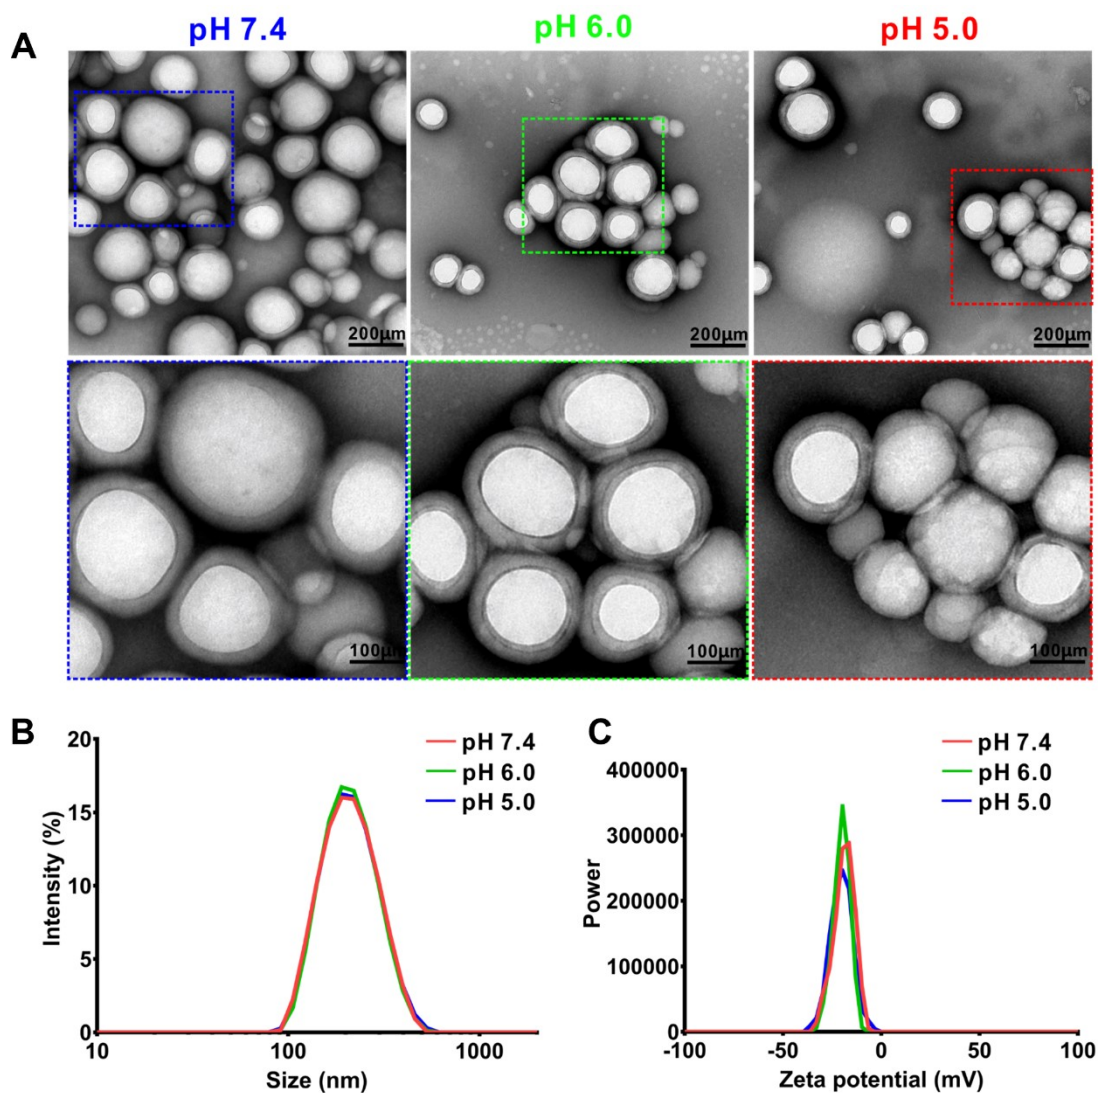 A
pH 7.4
pH 6.0
pH 5.0
200μm
200μm
200μm
100μm
100μm
100μm
B
20
15
10
5
0
Intensity (%)
10
100
1000
Size (nm)
pH 7.4
pH 6.0
pH 5.0
C
400000
300000
200000
100000
0
Power
-100
-50
0
50
100
Zeta potential (mV)
pH 7.4
pH 6.0
pH 5.0